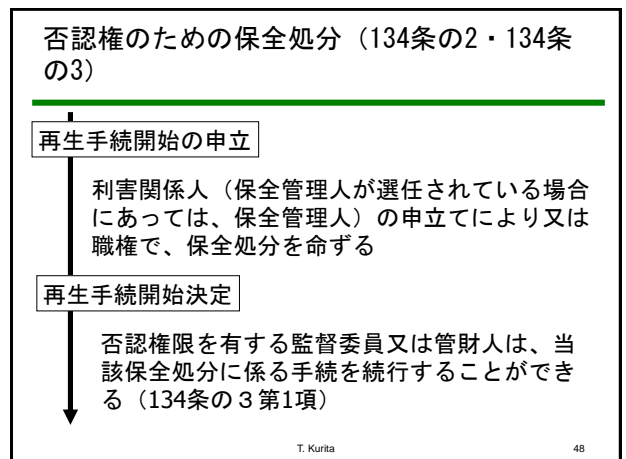 否認権のための保全処分（134条の2・134条
の3）
再生手続開始の申立
利害関係人（保全管理人が選任されている場合
にあっては、保全管理人）の申立てにより又は
職権で、保全処分を命ずる
再生手続開始決定
否認権限を有する監督委員又は管財人は、当
該保全処分に係る手続を続行することができ
る（134条の３第1項）
T. Kurita
48